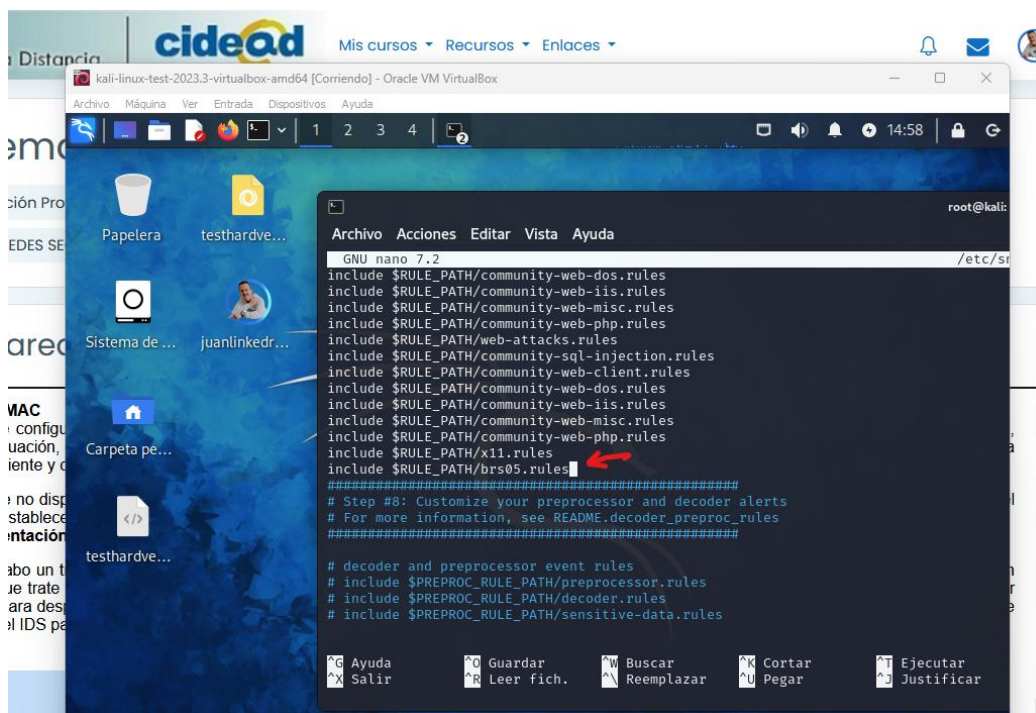 a Distancia
cidead
Mis cursos
Recursos
Enlaces
kali-linux-test-2023.3-virtualbox-amd64 [Corriendo] - Oracle VM VirtualBox
Archivo Máquina Ver Entrada Dispositivos Ayuda
1 2 3 4
2
14:58
Papelera
testhardve...
Sistema de ...
juanlinkedr...
Carpeta pe...
testhardve...
root@kali:
Archivo Acciones Editar Vista Ayuda
GNU nano 7.2 /etc/sn
include $RULE_PATH/community-web-dos.rules
include $RULE_PATH/community-web-iis.rules
include $RULE_PATH/community-web-misc.rules
include $RULE_PATH/community-web-php.rules
include $RULE_PATH/web-attacks.rules
include $RULE_PATH/community-sql-injection.rules
include $RULE_PATH/community-web-client.rules
include $RULE_PATH/community-web-dos.rules
include $RULE_PATH/community-web-iis.rules
include $RULE_PATH/community-web-misc.rules
include $RULE_PATH/community-web-php.rules
include $RULE_PATH/x11.rules
include $RULE_PATH/brs05.rules
###################################################
# Step #8: Customize your preprocessor and decoder alerts
# For more information, see README.decoder_preproc_rules
###################################################
# decoder and preprocessor event rules
# include $PREPROC_RULE_PATH/preprocessor.rules
# include $PREPROC_RULE_PATH/decoder.rules
# include $PREPROC_RULE_PATH/sensitive-data.rules
^G Ayuda ^O Guardar ^W Buscar ^K Cortar ^T Ejecutar
^X Salir ^R Leer fich. ^\ Reemplazar ^U Pegar ^J Justificar
ción Pro
EDES SE
MAC
configu
uación,
iente y c
e no disp
stablece
entación
abo un t
ue trate
ara desp
el IDS pa